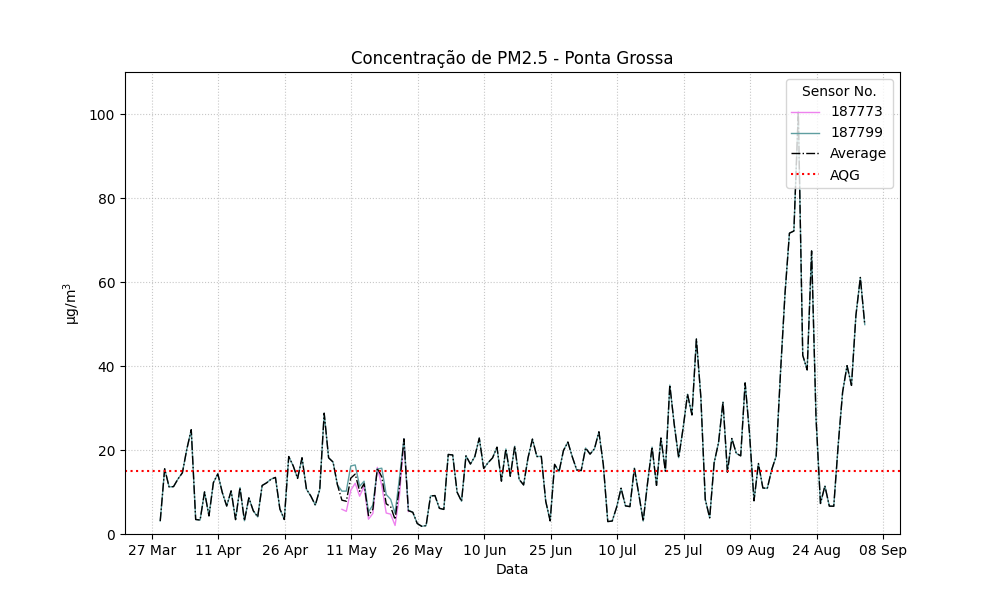 Concentração de PM2.5 - Ponta Grossa
Sensor No.
187773
187799
Average
AQG
100
80
60
40
20
0
µg/m³
27 Mar 11 Apr 26 Apr 11 May 26 May 10 Jun 25 Jun 10 Jul 25 Jul 09 Aug 24 Aug 08 Sep
Data